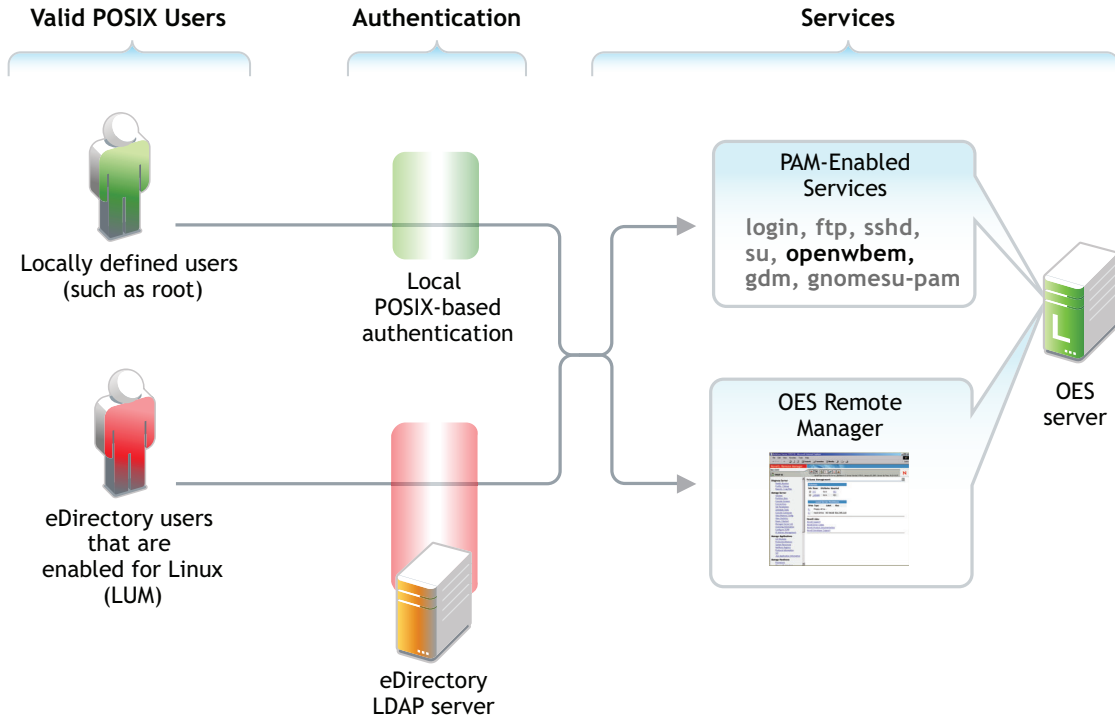 Valid POSIX Users
Authentication
Services
Locally defined users
(such as root)
Local
POSIX-based
authentication
PAM-Enabled
Services
login, ftp, sshd,
su, openwbem,
gdm, gnomesu-pam
OES
server
eDirectory users
that are
enabled for Linux
(LUM)
eDirectory
LDAP server
OES Remote
Manager
L